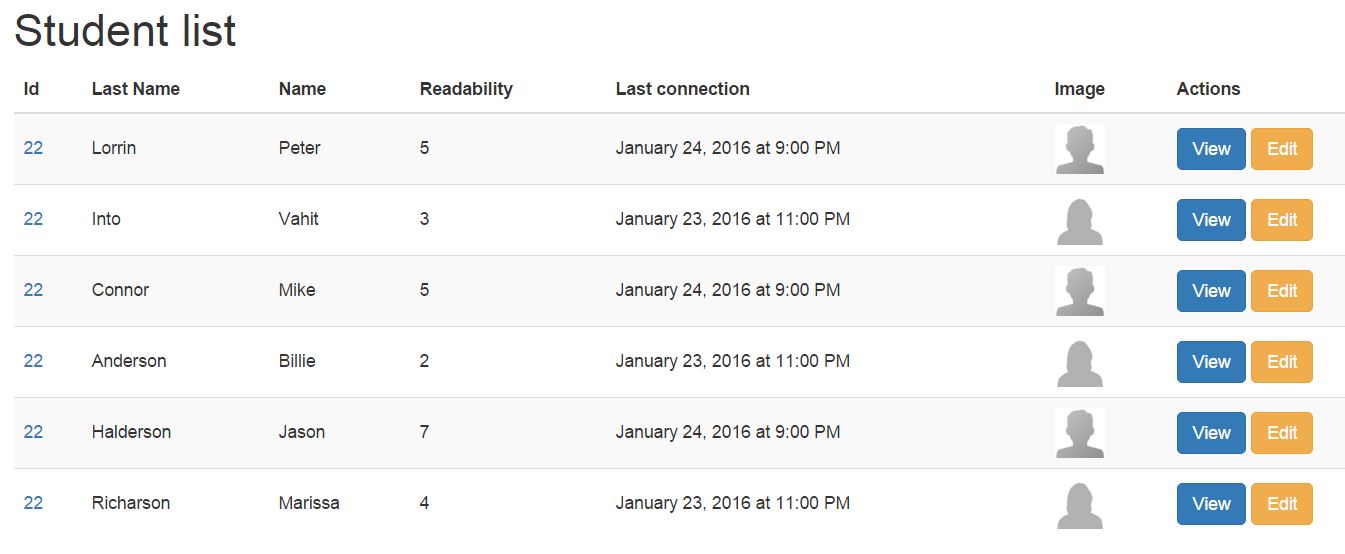 Student list
Id Last Name Name Readability Last connection Image Actions
22 Lorrin Peter 5 January 24, 2016 at 9:00 PM View Edit
22 Into Vahit 3 January 23, 2016 at 11:00 PM View Edit
22 Connor Mike 5 January 24, 2016 at 9:00 PM View Edit
22 Anderson Billie 2 January 23, 2016 at 11:00 PM View Edit
22 Halderson Jason 7 January 24, 2016 at 9:00 PM View Edit
22 Richarson Marissa 4 January 23, 2016 at 11:00 PM View Edit